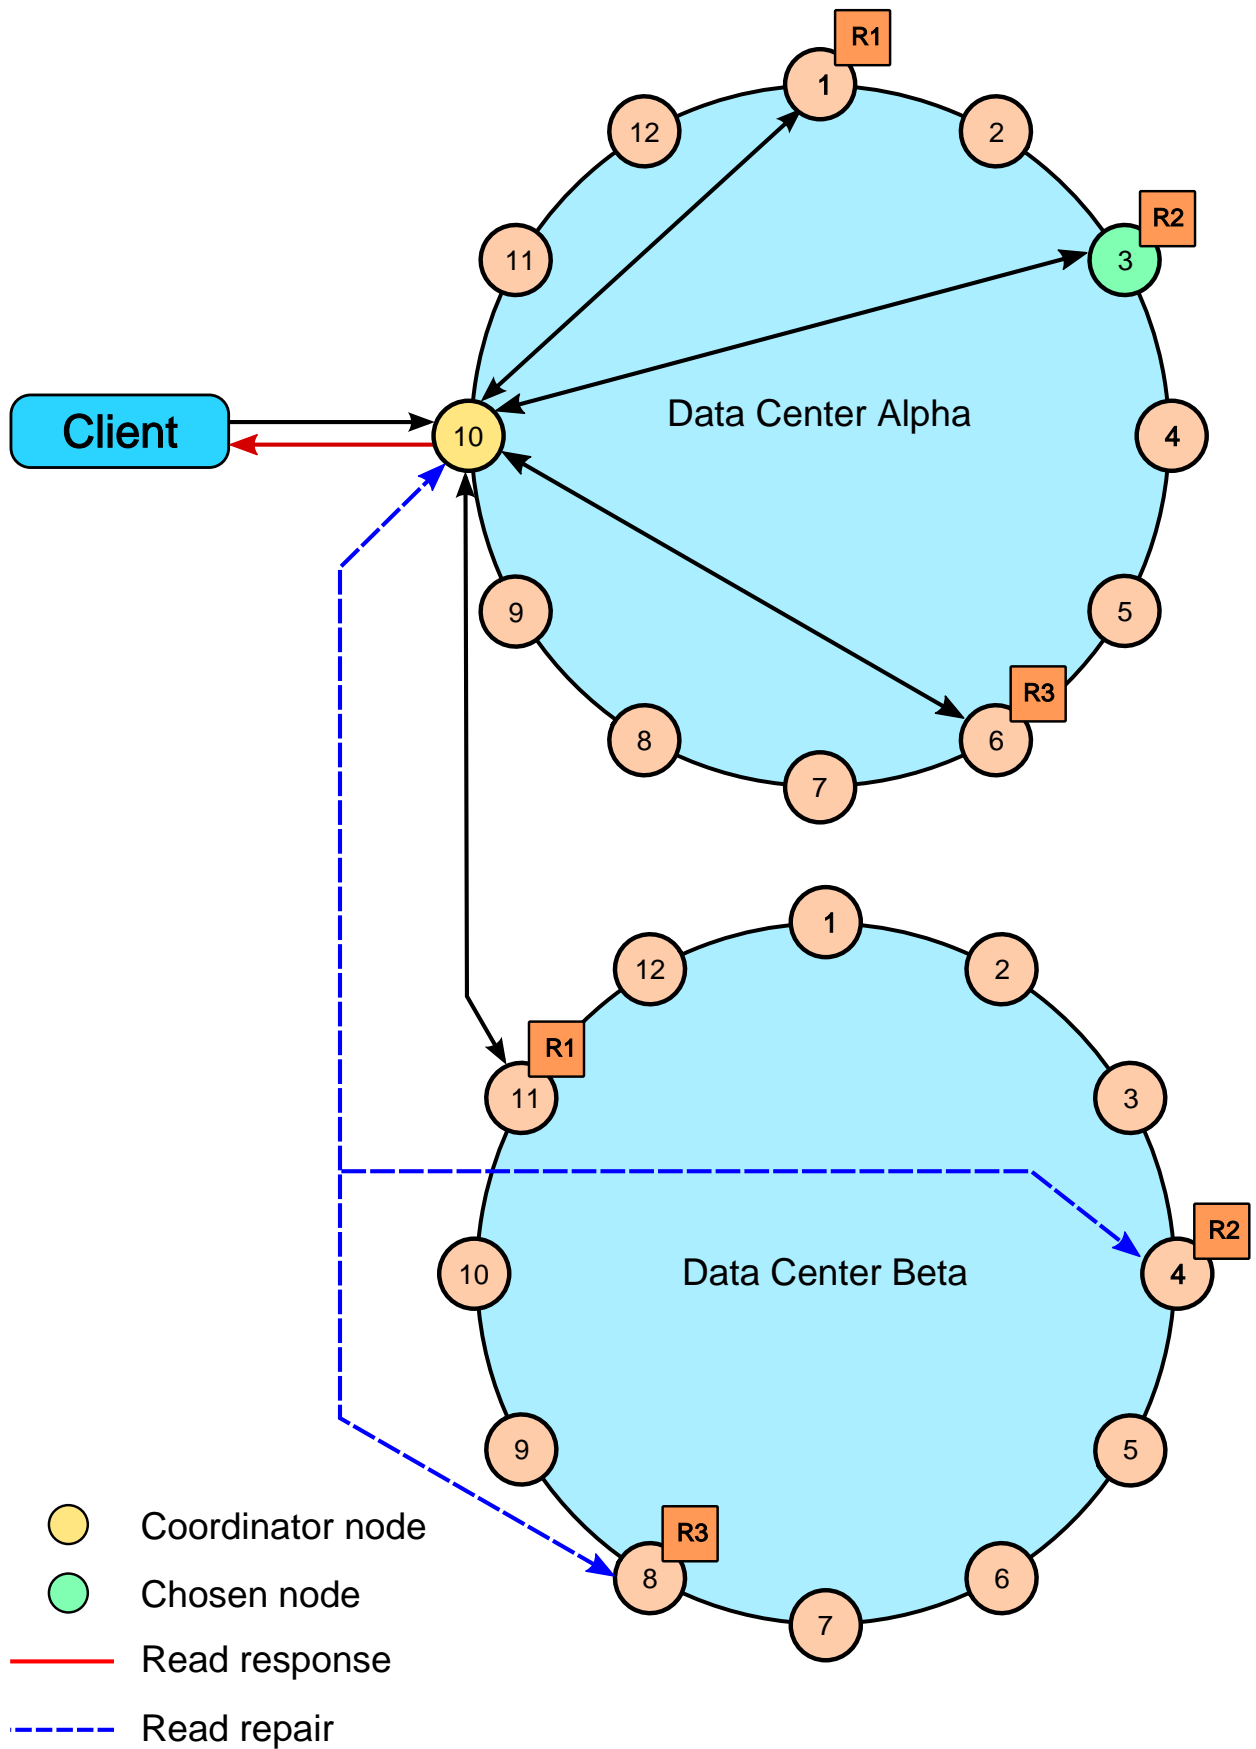 R1
1
12
2
R2
11
3
Client
10
Data Center Alpha
4
9
5
R3
8
6
7
1
12
2
R1
11
3
R2
10
Data Center Beta
4
9
5
R3
8
6
7
Coordinator node
Chosen node
Read response
Read repair